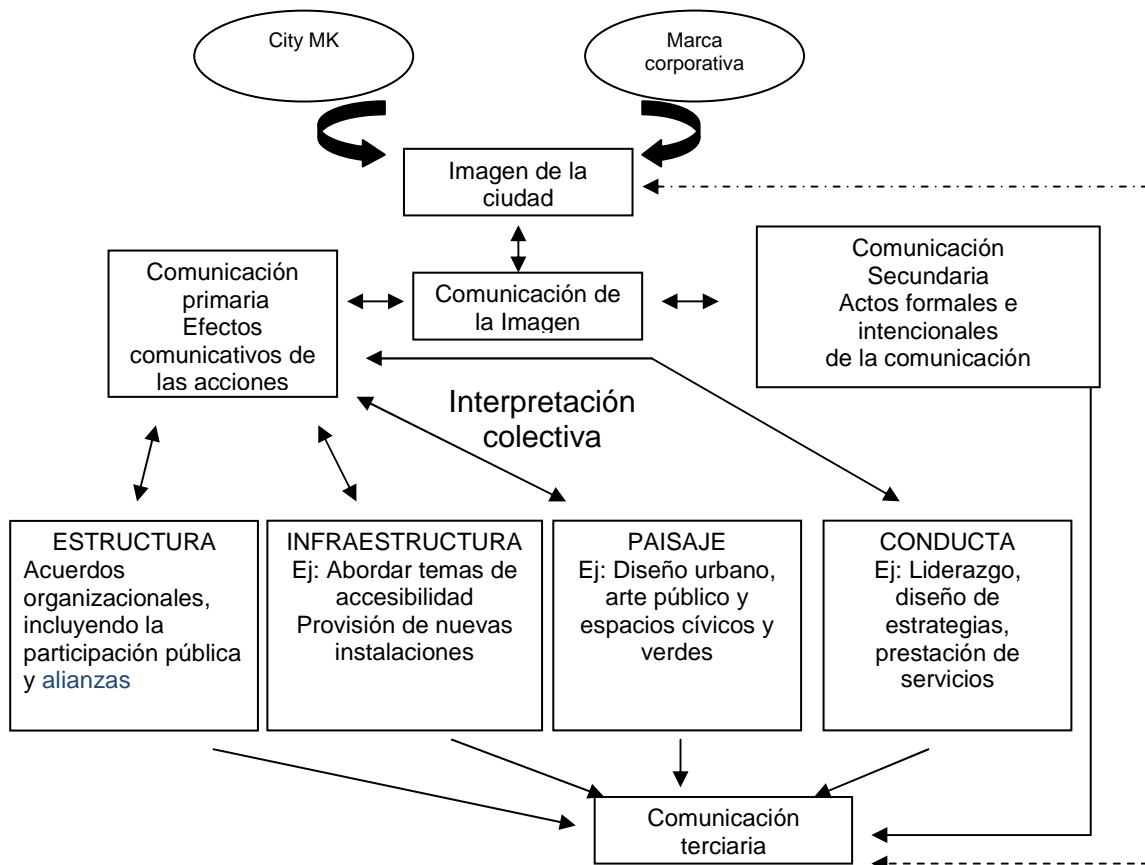 City MK
Marca
corporativa
Imagen de la
ciudad
Comunicación
primaria
Efectos
comunicativos de
las acciones
Comunicación de
la Imagen
Comunicación
Secundaria
Actos formales e
intencionales
de la comunicación
Interpretación
colectiva
ESTRUCTURA
Acuerdos
organizacionales,
incluyendo la
participación pública
y alianzas
INFRAESTRUCTURA
Ej: Abordar temas de
accesibilidad
Provisión de nuevas
instalaciones
PAISAJE
Ej: Diseño urbano,
arte público y
espacios cívicos y
verdes
CONDUCTA
Ej: Liderazgo,
diseño de
estrategias,
prestación de
servicios
Comunicación
terciaria